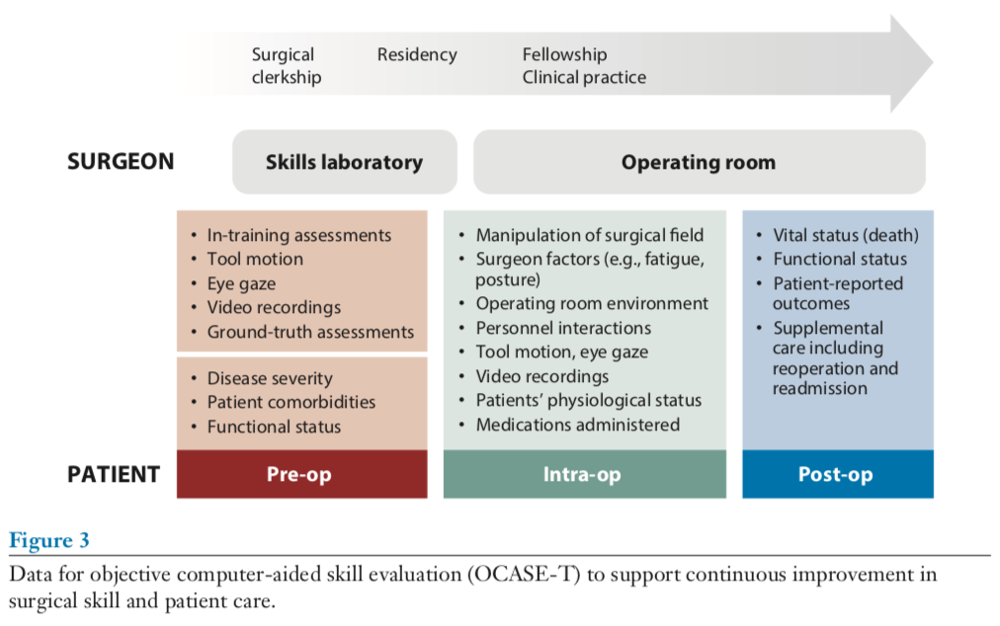 Surgical
clerkship
Residency
Fellowship
Clinical practice
SURGEON
Skills laboratory
Operating room
• In-training assessments
• Tool motion
• Eye gaze
• Video recordings
• Ground-truth assessments
• Disease severity
• Patient comorbidities
• Functional status
• Manipulation of surgical field
• Surgeon factors (e.g., fatigue,
posture)
• Operating room environment
• Personnel interactions
• Tool motion, eye gaze
• Video recordings
• Patients' physiological status
• Medications administered
• Vital status (death)
• Functional status
• Patient-reported
outcomes
• Supplemental
care including
reoperation and
readmission
PATIENT
Pre-op
Intra-op
Post-op
Figure 3
Data for objective computer-aided skill evaluation (OCASE-T) to support continuous improvement in
surgical skill and patient care.